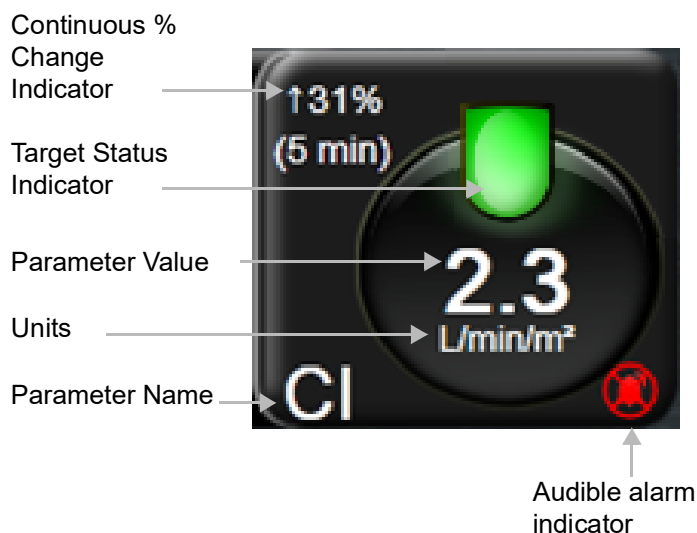 Continuous %
Change
Indicator
↑31%
(5 min)
Target Status
Indicator
Parameter Value
2.3
Units
L/min/m²
Parameter Name
CI
Audible alarm
indicator